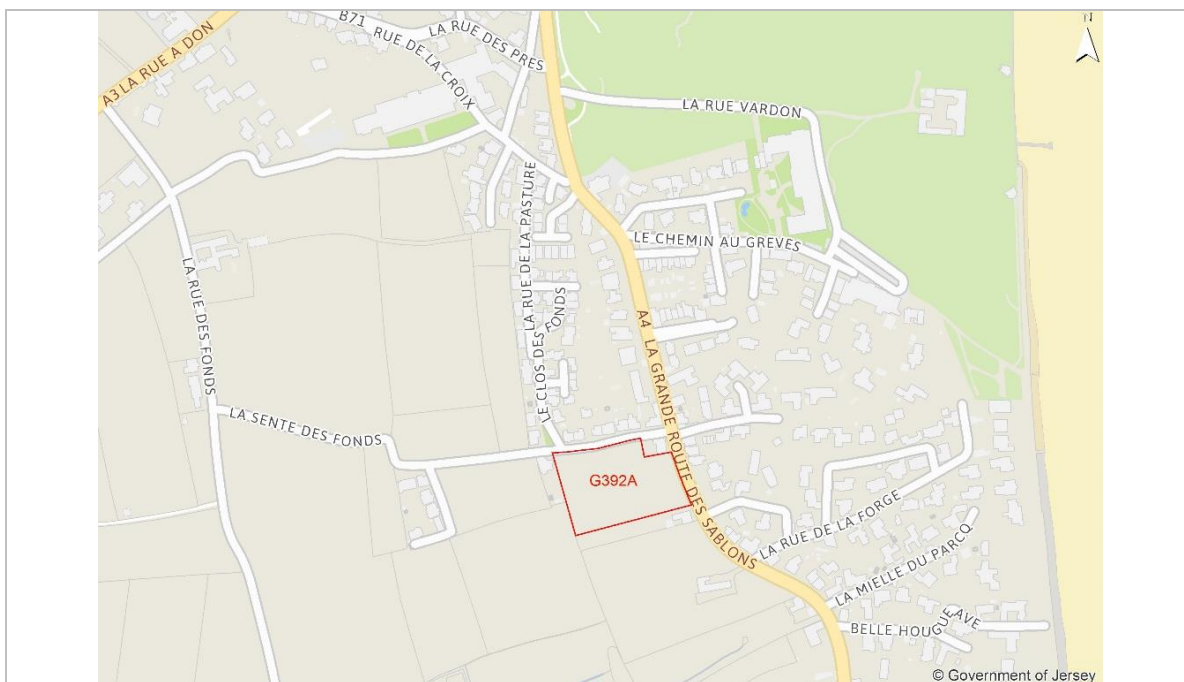 B71
LA RUE DES PRES
RUE DE LA CROIX
A3 LA RUE A DON
LA RUE VARDON
LA RUE DE LA PASTURE
LE CHEMIN AU GREVES
LA RUE DES FONDS
LE CLOS DES FONDS
A4 LA GRANDE ROUTE DES SABLONS
LA SENTE DES FONDS
G392A
LA RUE DE LA FORGE
LA MIELLE DU PARCQ
BELLE HOUGUE AVE
© Government of Jersey